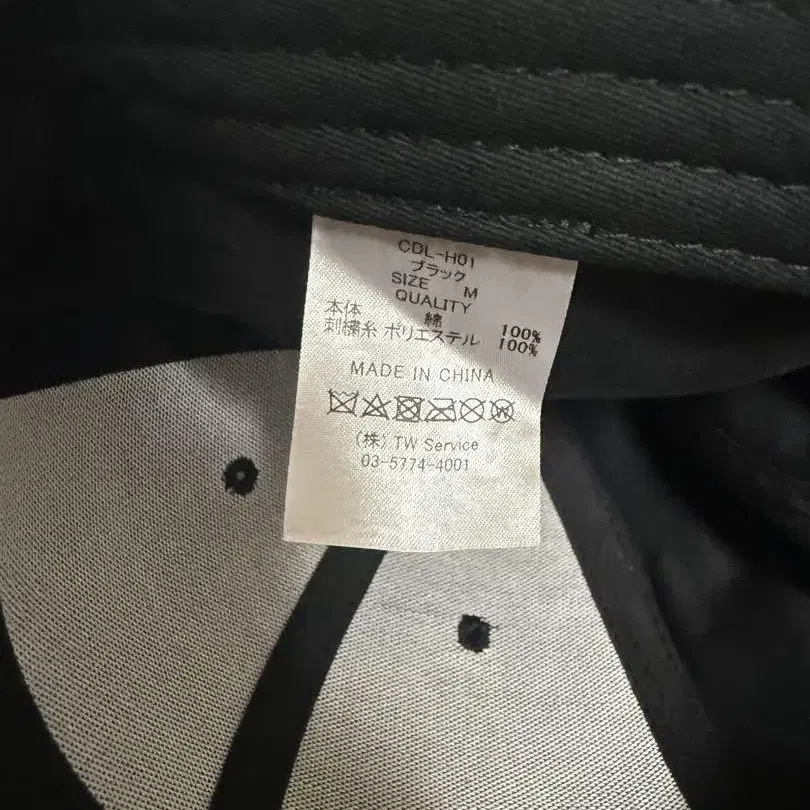 CDL-H01
ブラック
SIZE M
QUALITY
本体 綿 100%
刺繍糸 ポリエステル 100%
MADE IN CHINA
(株) TW Service
03-5774-4001